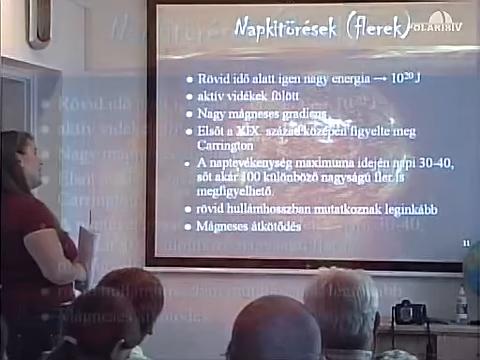 Napkitörések (flerek)
POLARISTV
Rövid idő alatt igen nagy energia → 10²⁰ J
aktív vidékek fölött
Nagy mágneses gradiens
Elsőt a XIX. század közepén figyelte meg
Carrington
A naptevékenység maximuma idején napi 30-40,
sőt akár 100 különböző nagyságú fler is
megfigyelhető.
rövid hullámhosszban mutatkoznak leginkább
Mágneses átkötődés
11